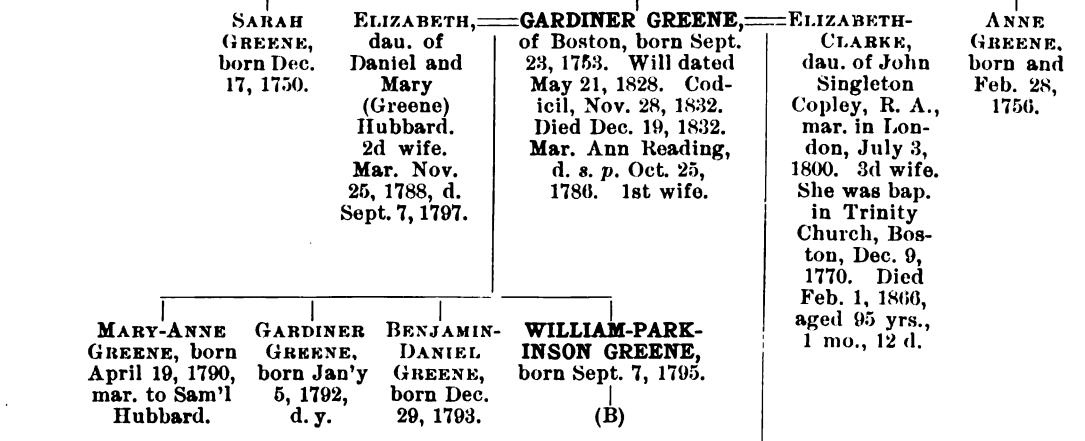 SARAH
GREENE,
born Dec.
17, 1750.
ELIZABETH,
dau. of
Daniel and
Mary
(Greene)
Hubbard.
2d wife.
Mar. Nov.
25, 1788, d.
Sept. 7, 1797.
GARDINER GREENE,
of Boston, born Sept.
23, 1753. Will dated
May 21, 1828. Cod-
icil, Nov. 28, 1832.
Died Dec. 19, 1832.
Mar. Ann Reading,
d. s. p. Oct. 25,
1786. 1st wife.
ELIZABETH-
CLARKE,
dau. of John
Singleton
Copley, R. A.,
mar. in Lon-
don, July 3,
1800. 3d wife.
She was bap.
in Trinity
Church, Bos-
ton, Dec. 9,
1770. Died
Feb. 1, 1866,
aged 95 yrs.,
1 mo., 12 d.
ANNE
GREENE,
born and
Feb. 28,
1756.
MARY-ANNE
GREENE, born
April 19, 1790,
mar. to Sam'l
Hubbard.
GARDINER
GREENE,
born Jan'y
5, 1792,
d. y.
BENJAMIN-
DANIEL
GREENE,
born Dec.
29, 1793.
WILLIAM-PARK-
INSON GREENE,
born Sept. 7, 1795.
(B)